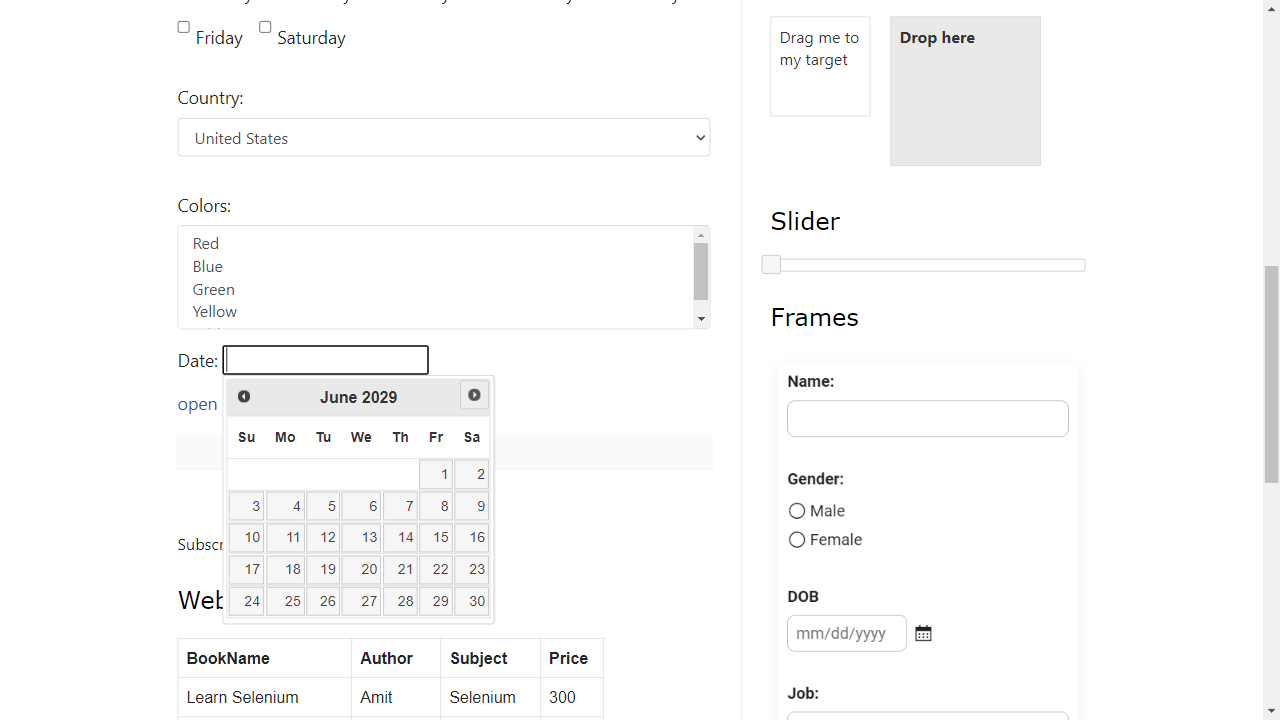 Friday Saturday
Country:
United States
Colors:
Red
Blue
Green
Yellow
Date:
open
June 2029
Su Mo Tu We Th Fr Sa
1 2
3 4 5 6 7 8 9
10 11 12 13 14 15 16
17 18 19 20 21 22 23
24 25 26 27 28 29 30
BookName Author Subject Price
Learn Selenium Amit Selenium 300
Drag me to
my target
Drop here
Slider
Frames
Name:
Gender:
Male
Female
DOB
mm/dd/yyyy
Job: